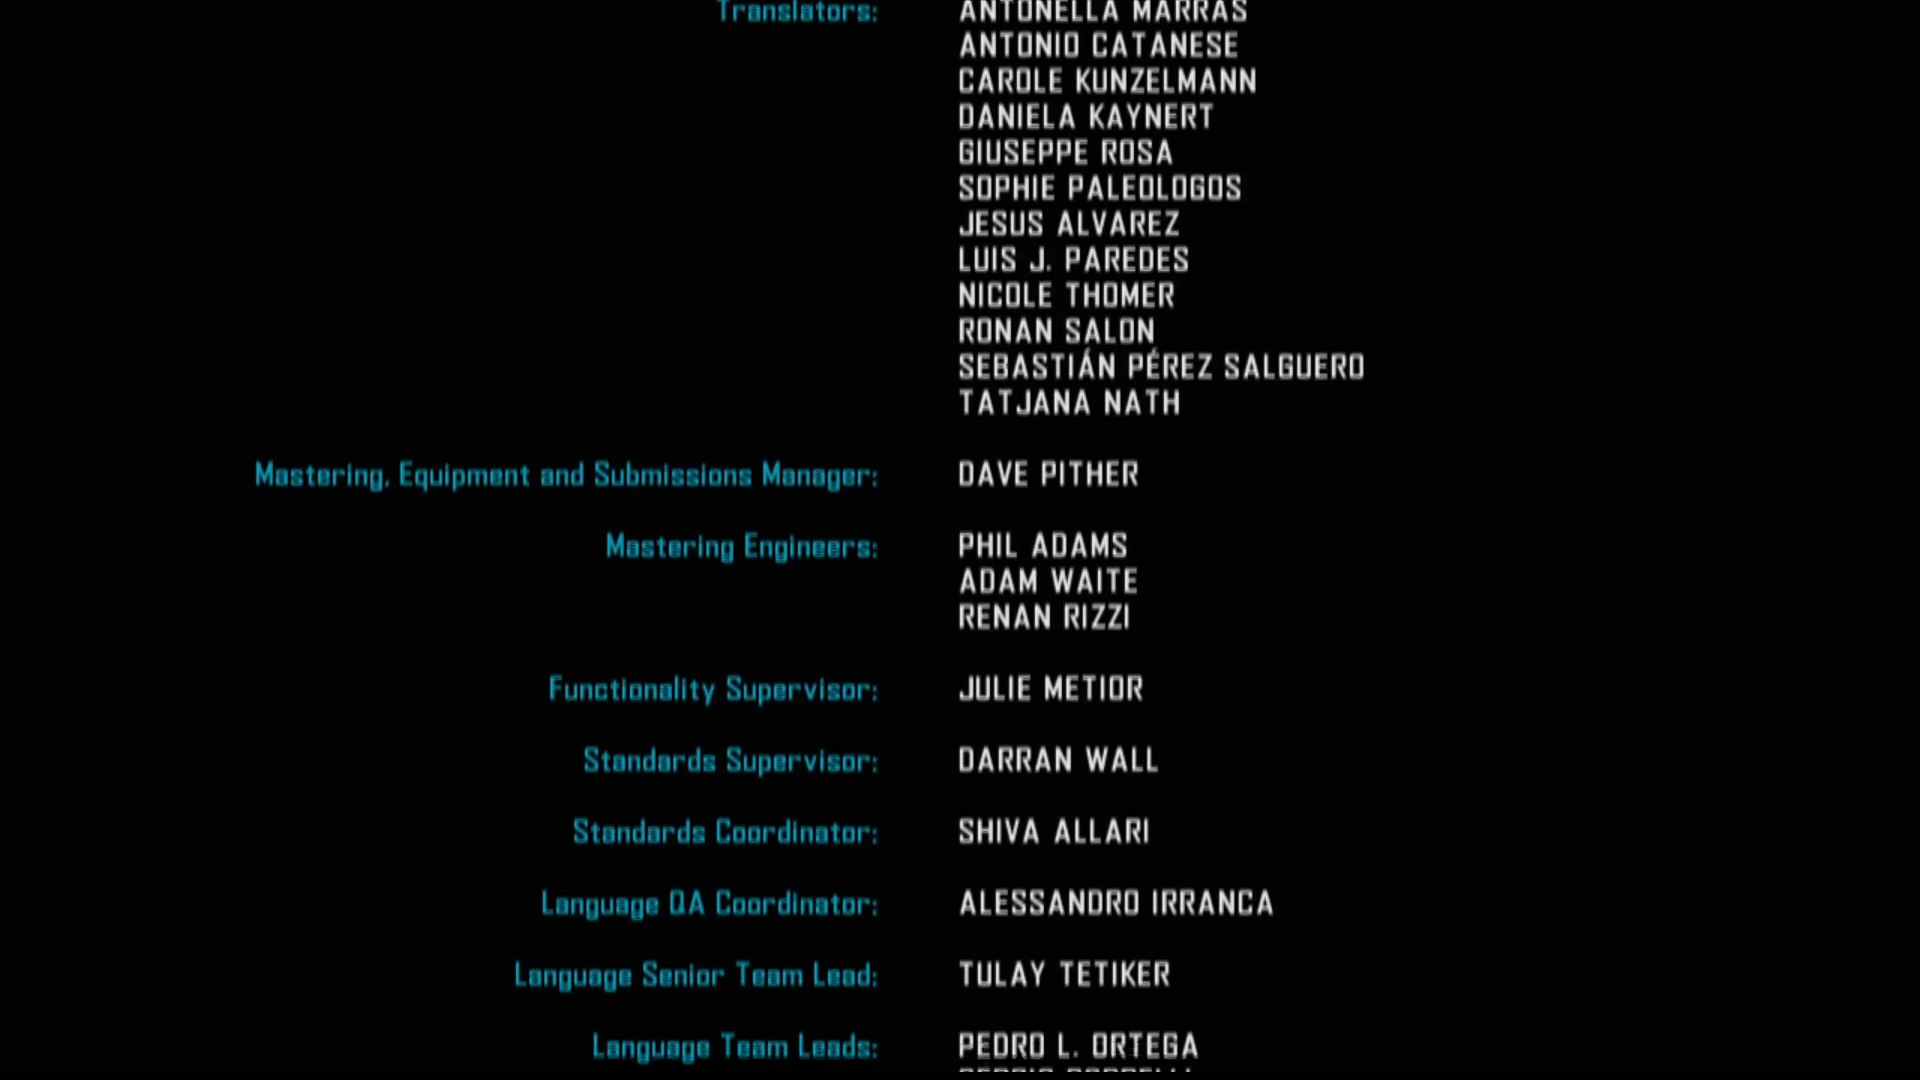 Translators: ANTONELLA MARRAS
ANTONIO CATANESE
CAROLE KUNZELMANN
DANIELA KAYNERT
GIUSEPPE ROSA
SOPHIE PALEOLOGOS
JESUS ALVAREZ
LUIS J. PAREDES
NICOLE THOMER
RONAN SALON
SEBASTIÁN PÉREZ SALGUERO
TATJANA NATH
Mastering, Equipment and Submissions Manager: DAVE PITHER
Mastering Engineers: PHIL ADAMS
ADAM WAITE
RENAN RIZZI
Functionality Supervisor: JULIE METIOR
Standards Supervisor: DARRAN WALL
Standards Coordinator: SHIVA ALLARI
Language QA Coordinator: ALESSANDRO IRRANCA
Language Senior Team Lead: TULAY TETIKER
Language Team Leads: PEDRO L. ORTEGA